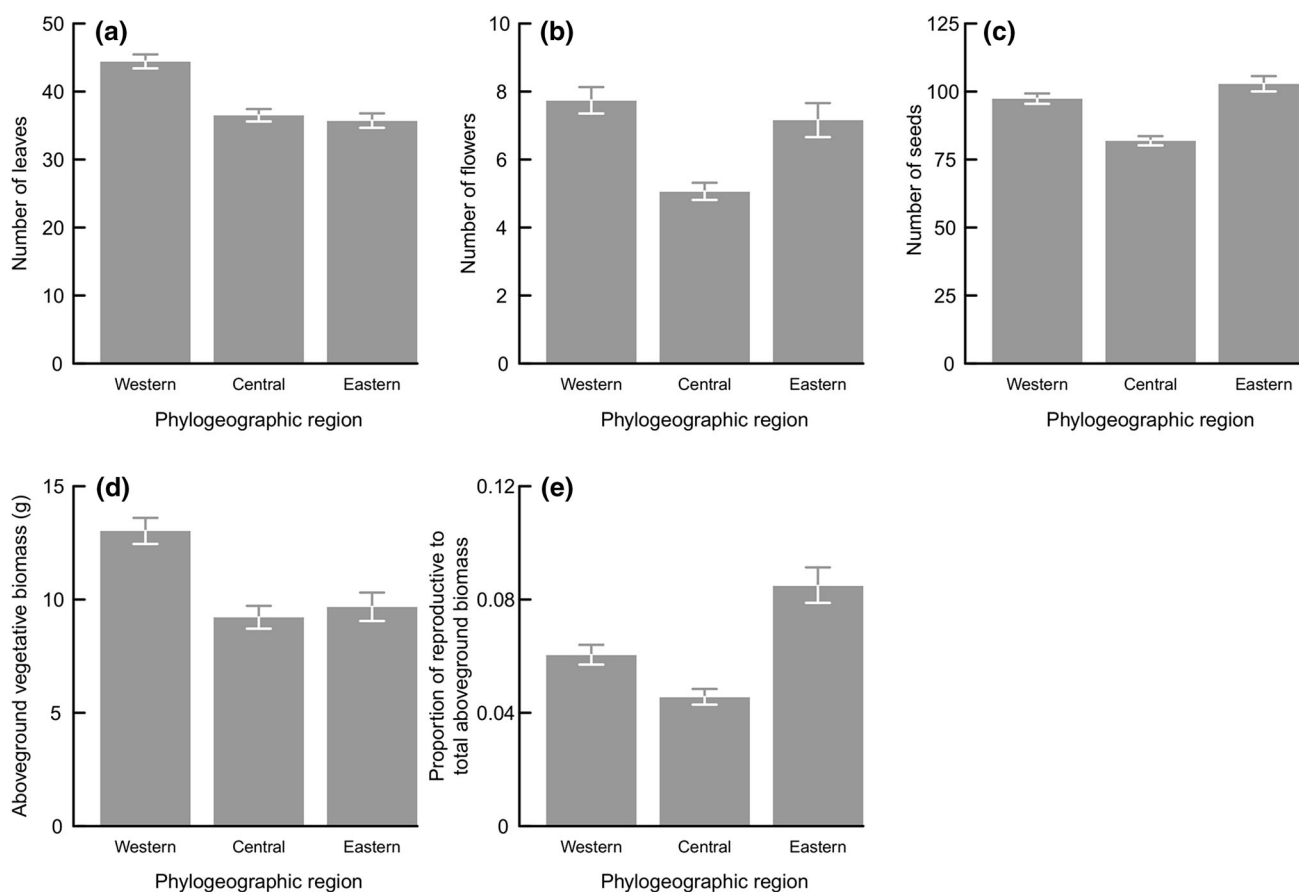 (a)
Number of leaves
50
40
30
20
10
0
Western Central Eastern
Phylogeographic region
(b)
Number of flowers
10
8
6
4
2
0
Western Central Eastern
Phylogeographic region
(c)
Number of seeds
125
100
75
50
25
0
Western Central Eastern
Phylogeographic region
(d)
Aboveground vegetative biomass (g)
15
10
5
0
Western Central Eastern
Phylogeographic region
(e)
Proportion of reproductive to
total aboveground biomass
0.12
0.08
0.04
0
Western Central Eastern
Phylogeographic region